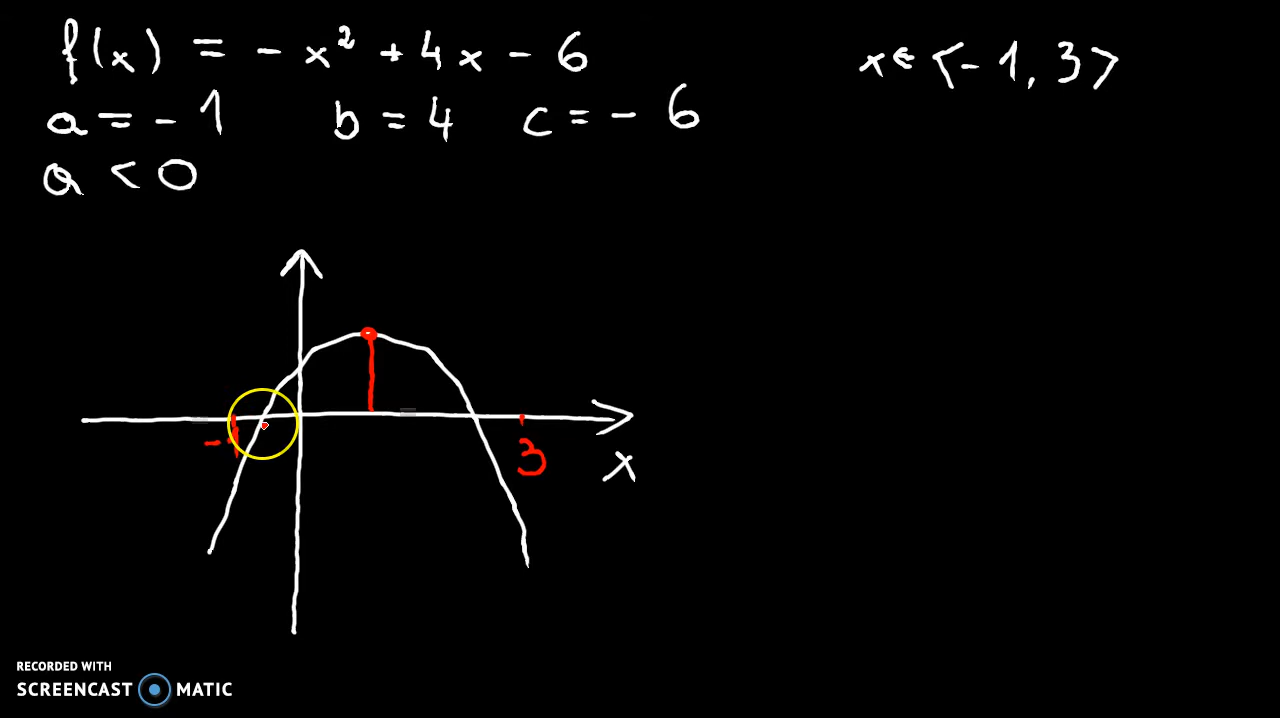 f(x) = - x² + 4x - 6
x ∈ ⟨-1, 3⟩
a = - 1 b = 4 c = - 6
a < 0
-1
3
x
RECORDED WITH
SCREENCAST MATIC